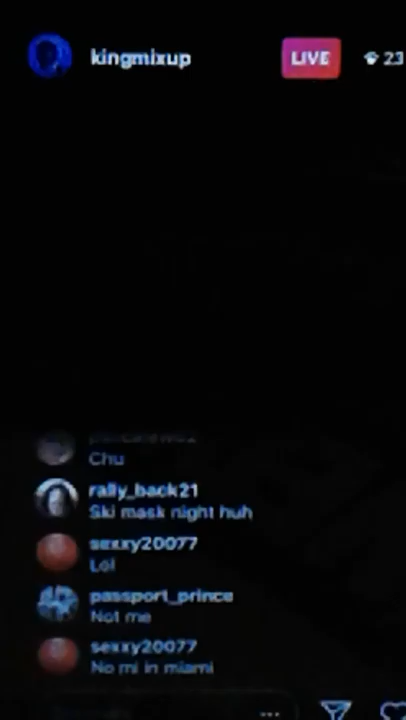 kingmixup
LIVE
23
Chu
rally_back21
Ski mask night huh
sexxy20077
Lol
passport_prince
Not me
sexxy20077
No mi in miami
...